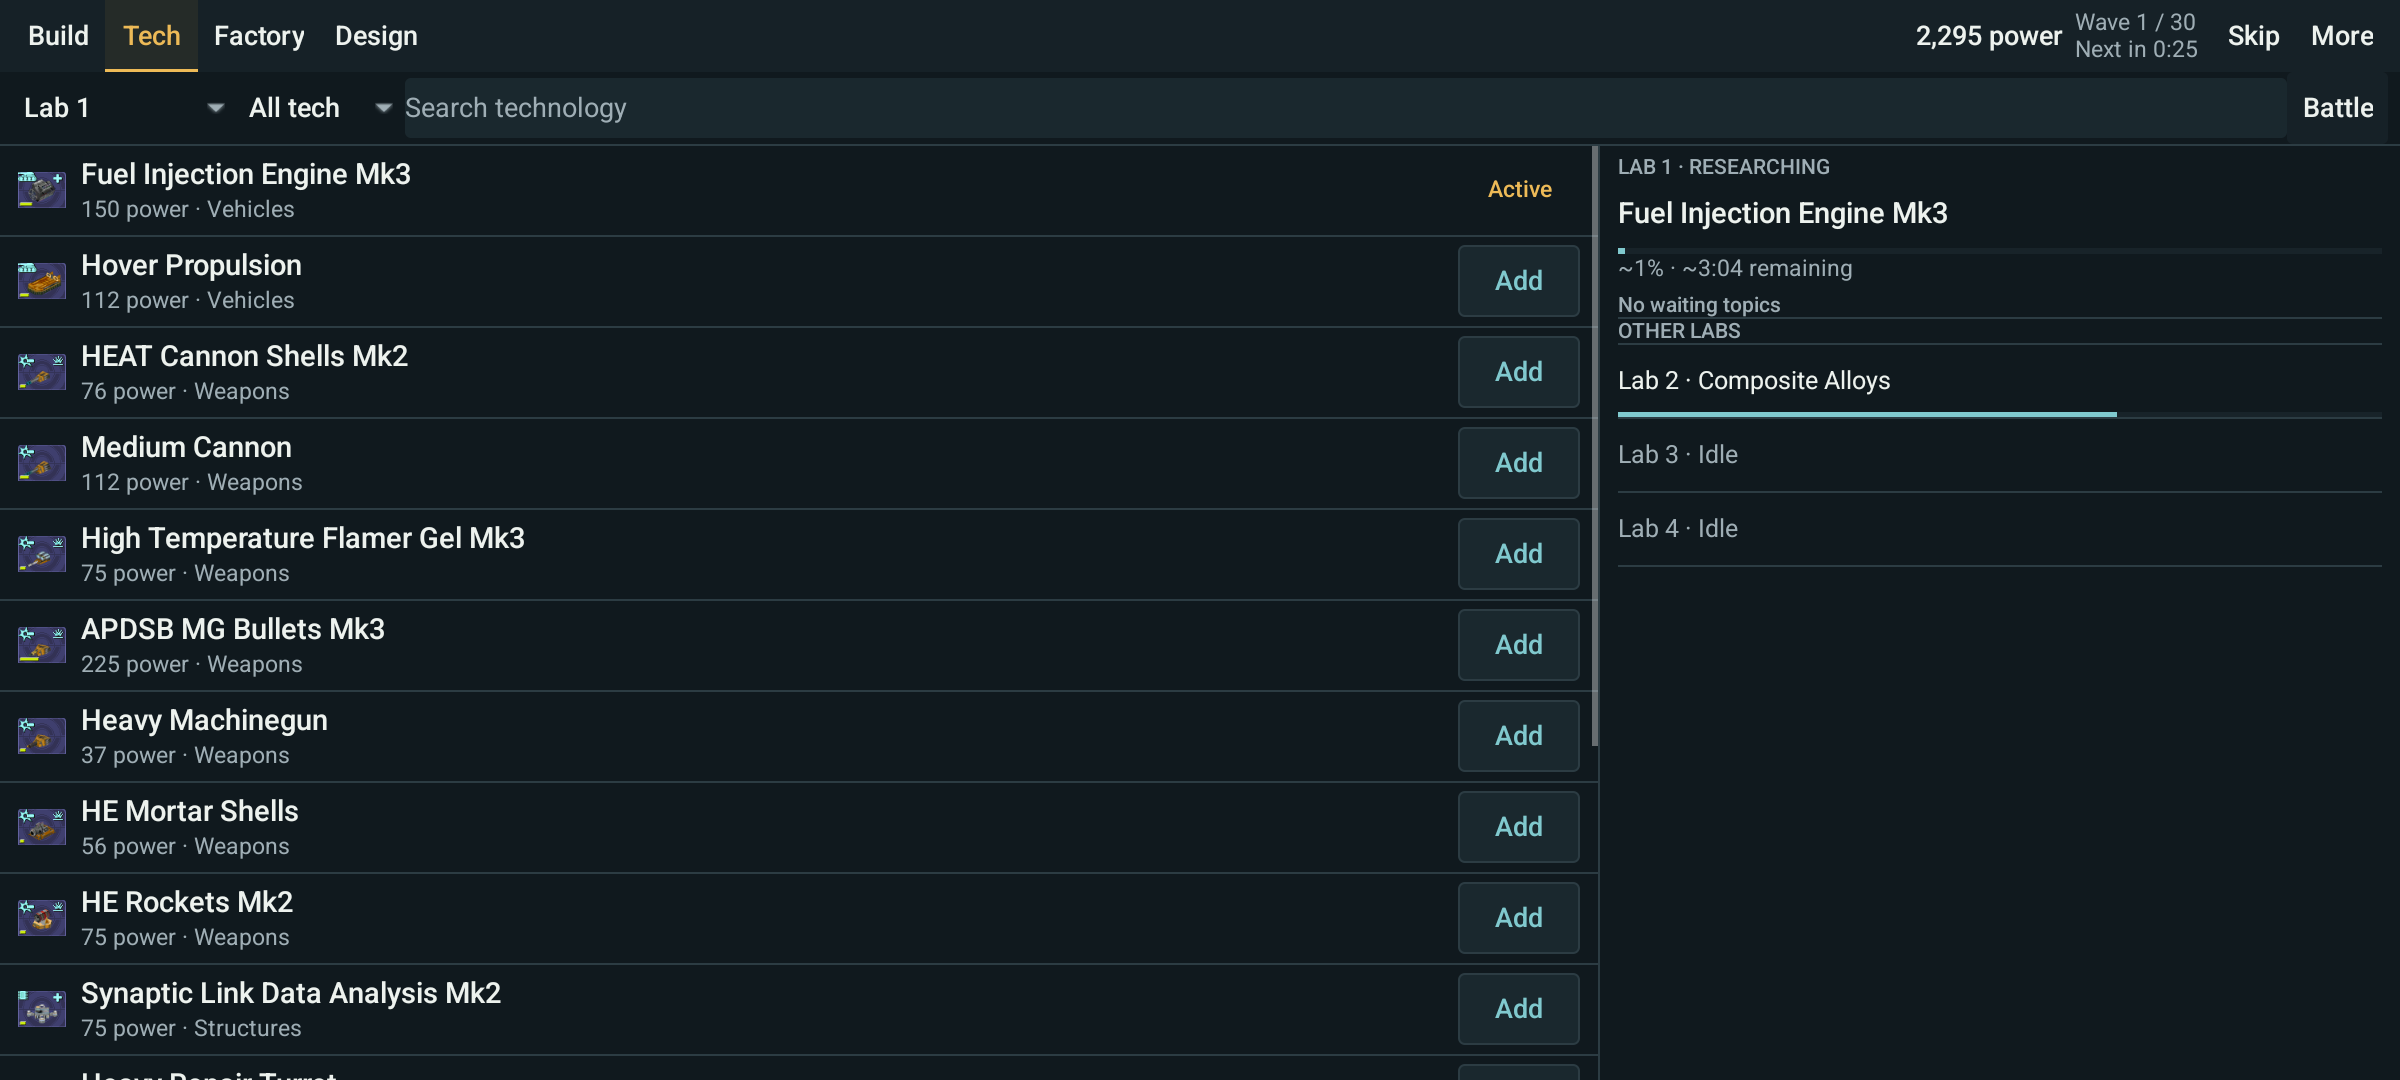 Build Tech Factory Design 2,295 power Wave 1 / 30 Skip More
Next in 0:25
Lab 1 All tech Search technology Battle
Fuel Injection Engine Mk3
150 power · Vehicles
Active
Hover Propulsion
112 power · Vehicles
Add
HEAT Cannon Shells Mk2
76 power · Weapons
Add
Medium Cannon
112 power · Weapons
Add
High Temperature Flamer Gel Mk3
75 power · Weapons
Add
APDSB MG Bullets Mk3
225 power · Weapons
Add
Heavy Machinegun
37 power · Weapons
Add
HE Mortar Shells
56 power · Weapons
Add
HE Rockets Mk2
75 power · Weapons
Add
Synaptic Link Data Analysis Mk2
75 power · Structures
Add
Heavy Repair Turret
LAB 1 · RESEARCHING
Fuel Injection Engine Mk3
~1% · ~3:04 remaining
No waiting topics
OTHER LABS
Lab 2 · Composite Alloys
Lab 3 · Idle
Lab 4 · Idle